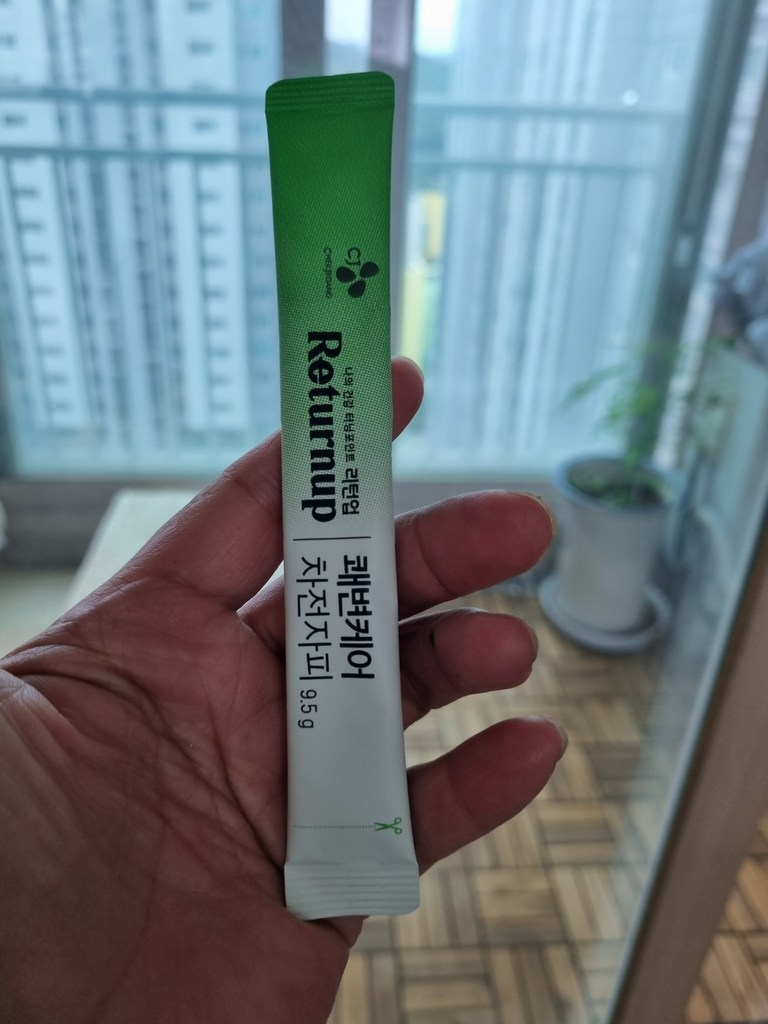 CJ
CHEILJEDANG
나의 건강 터닝포인트 리턴업
Returnup
쾌변케어
차전자피 9.5 g